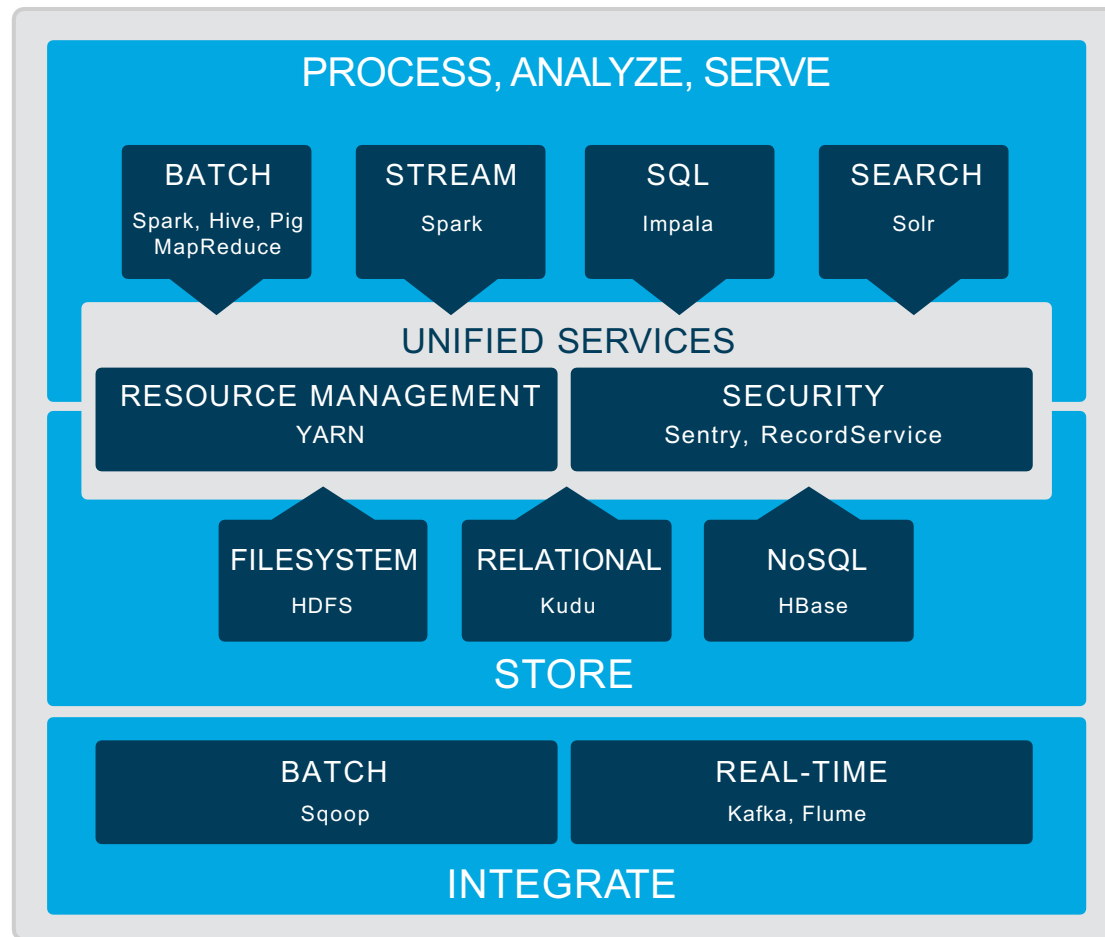 PROCESS, ANALYZE, SERVE
BATCH
Spark, Hive, Pig
MapReduce
STREAM
Spark
SQL
Impala
SEARCH
Solr
UNIFIED SERVICES
RESOURCE MANAGEMENT
YARN
SECURITY
Sentry, RecordService
FILESYSTEM
HDFS
RELATIONAL
Kudu
NoSQL
HBase
STORE
BATCH
Sqoop
REAL-TIME
Kafka, Flume
INTEGRATE